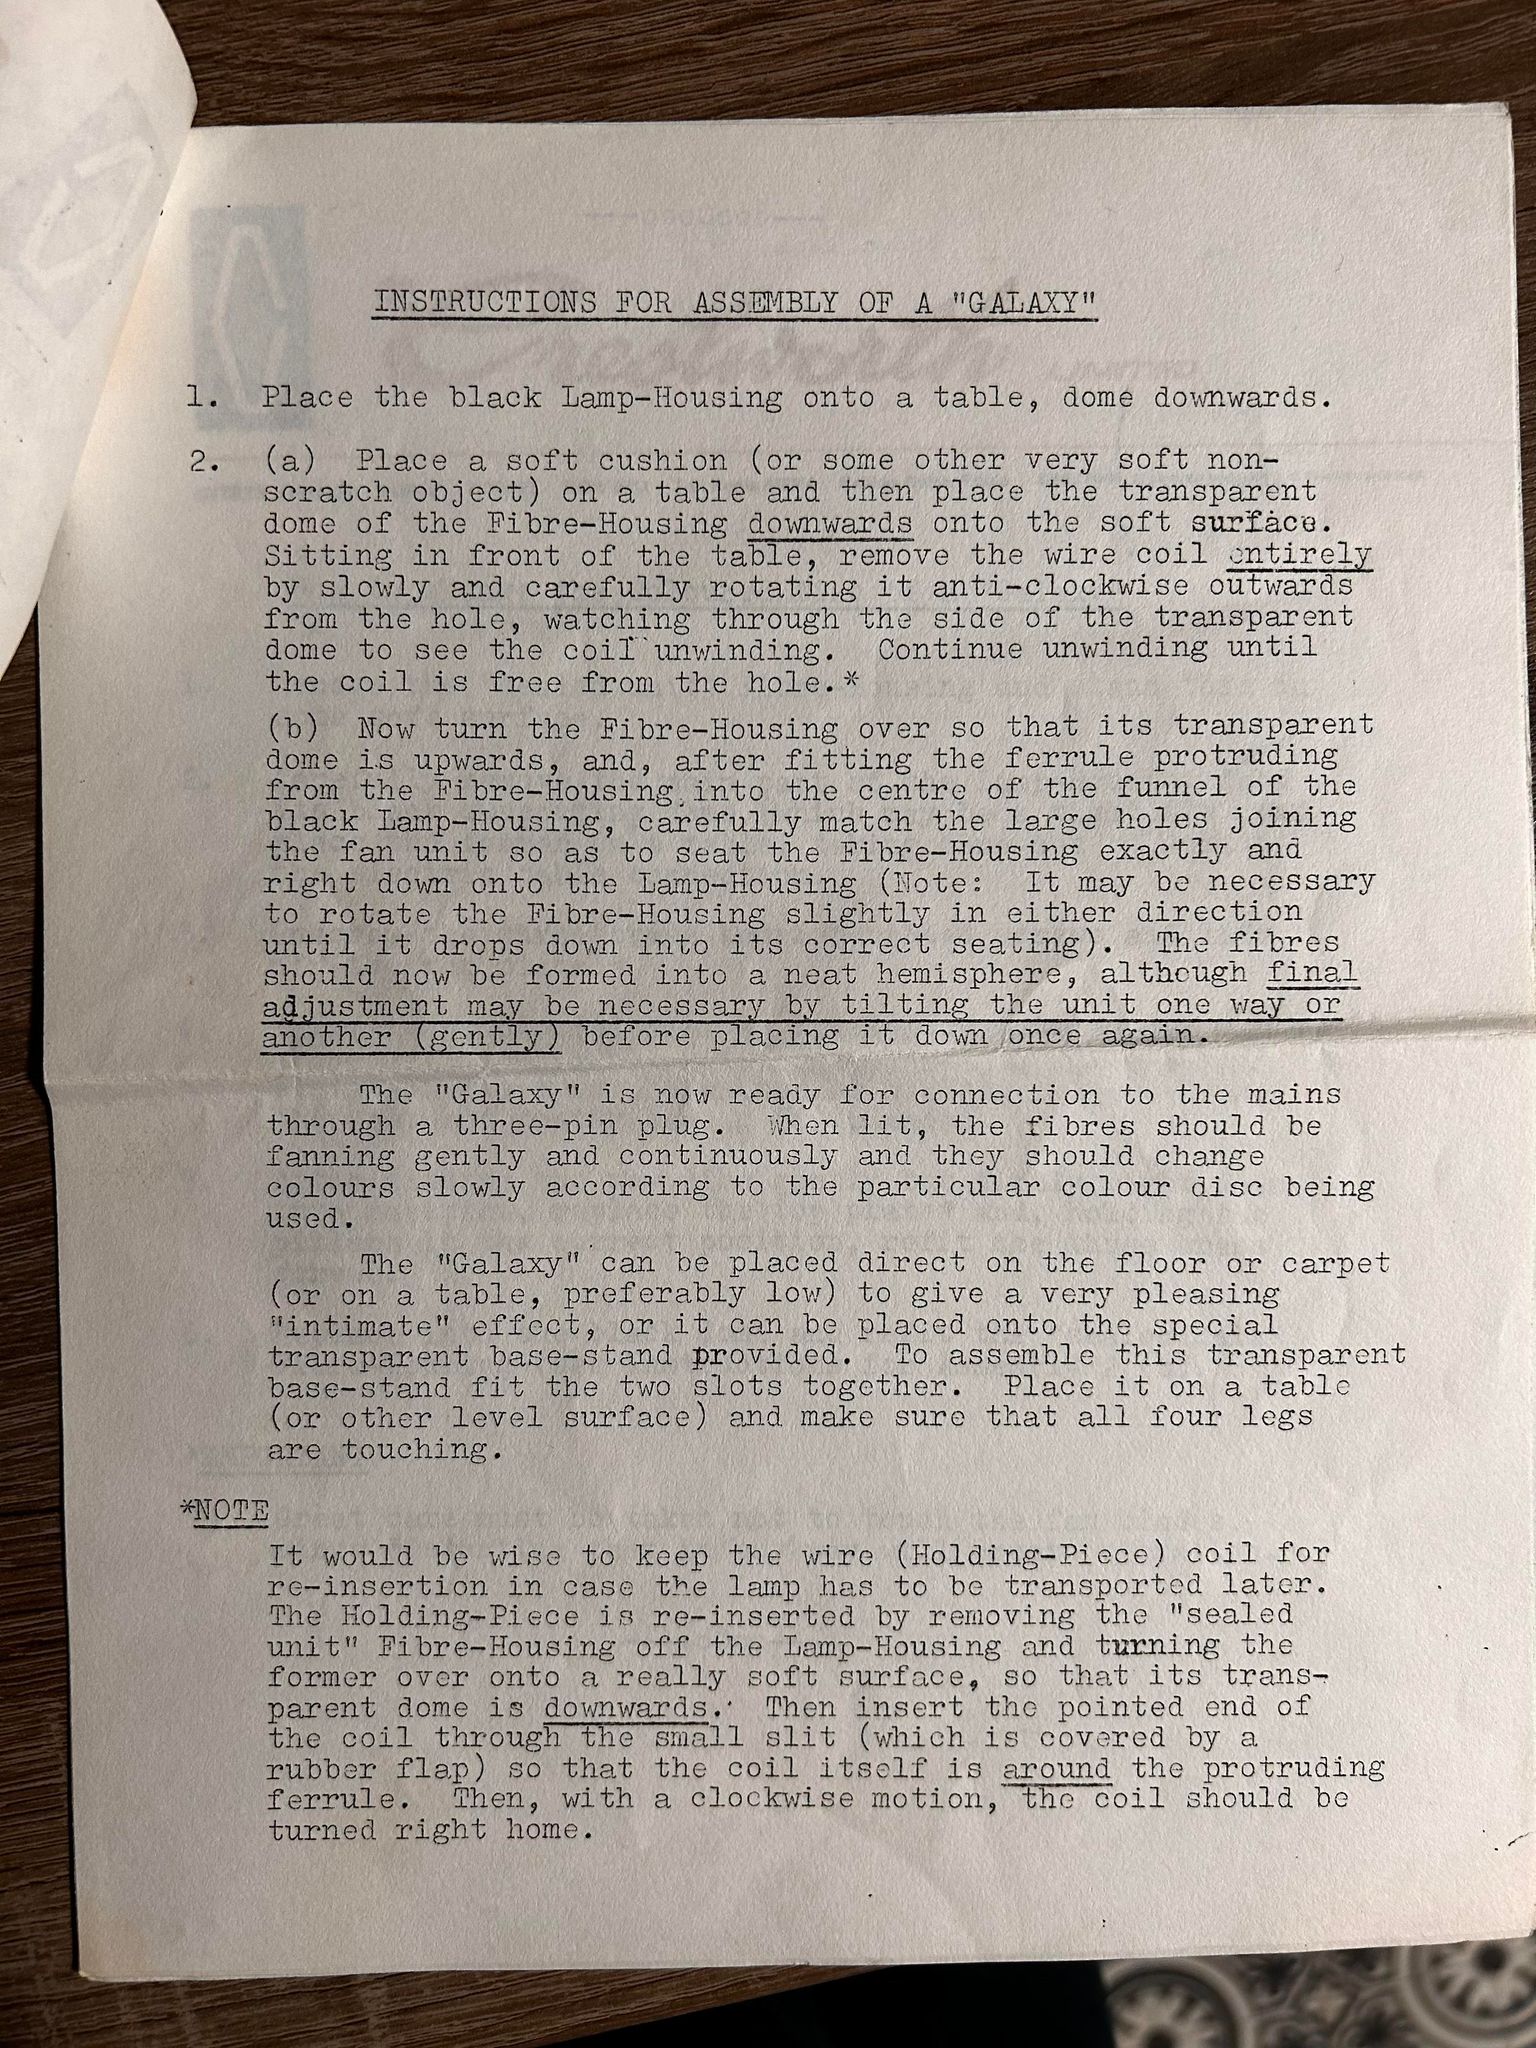 INSTRUCTIONS FOR ASSEMBLY OF A "GALAXY"
1. Place the black Lamp-Housing onto a table, dome downwards.
2. (a) Place a soft cushion (or some other very soft non-
scratch object) on a table and then place the transparent
dome of the Fibre-Housing downwards onto the soft surface.
Sitting in front of the table, remove the wire coil entirely
by slowly and carefully rotating it anti-clockwise outwards
from the hole, watching through the side of the transparent
dome to see the coil unwinding. Continue unwinding until
the coil is free from the hole.*
(b) Now turn the Fibre-Housing over so that its transparent
dome is upwards, and, after fitting the ferrule protruding
from the Fibre-Housing into the centre of the funnel of the
black Lamp-Housing, carefully match the large holes joining
the fan unit so as to seat the Fibre-Housing exactly and
right down onto the Lamp-Housing (Note: It may be necessary
to rotate the Fibre-Housing slightly in either direction
until it drops down into its correct seating). The fibres
should now be formed into a neat hemisphere, although final
adjustment may be necessary by tilting the unit one way or
another (gently) before placing it down once again.
The "Galaxy" is now ready for connection to the mains
through a three-pin plug. When lit, the fibres should be
fanning gently and continuously and they should change
colours slowly according to the particular colour disc being
used.
The "Galaxy" can be placed direct on the floor or carpet
(or on a table, preferably low) to give a very pleasing
"intimate" effect, or it can be placed onto the special
transparent base-stand provided. To assemble this transparent
base-stand fit the two slots together. Place it on a table
(or other level surface) and make sure that all four legs
are touching.
*NOTE
It would be wise to keep the wire (Holding-Piece) coil for
re-insertion in case the lamp has to be transported later.
The Holding-Piece is re-inserted by removing the "sealed
unit" Fibre-Housing off the Lamp-Housing and turning the
former over onto a really soft surface, so that its trans-
parent dome is downwards. Then insert the pointed end of
the coil through the small slit (which is covered by a
rubber flap) so that the coil itself is around the protruding
ferrule. Then, with a clockwise motion, the coil should be
turned right home.